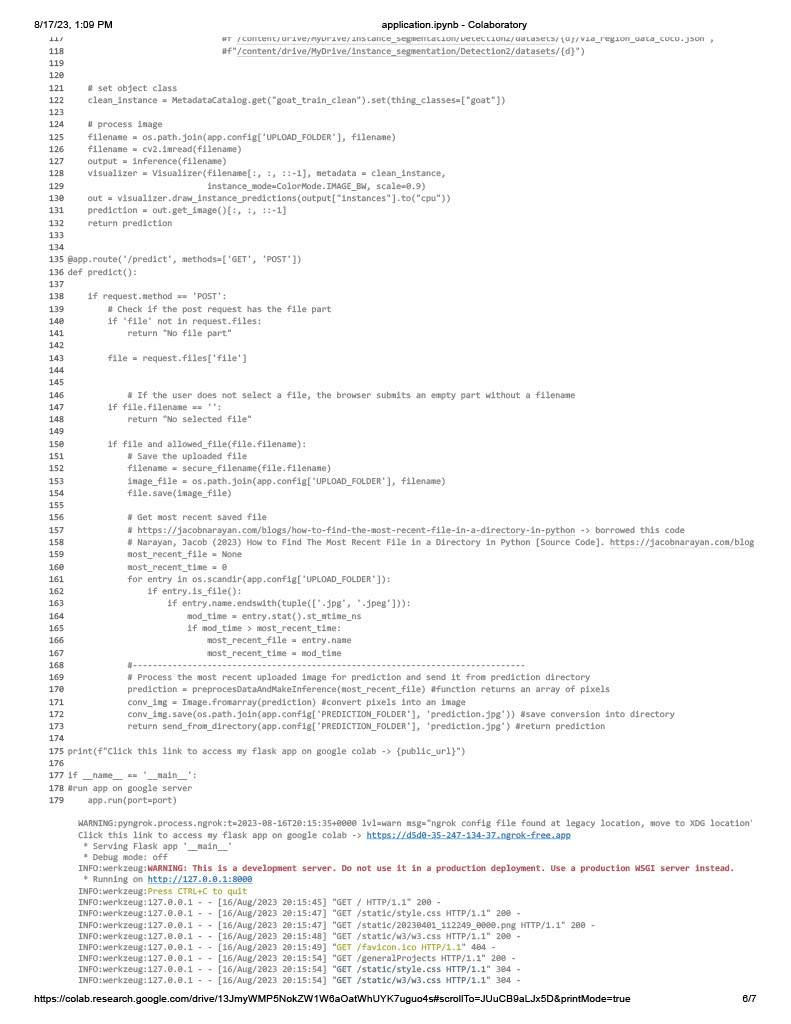 8/17/23, 1:09 PM application.ipynb - Colaboratory
117 #f"/content/drive/MyDrive/instance_segmentation/Detection2/datasets/{d}/via_region_data_coco.json",
118 #f"/content/drive/MyDrive/instance_segmentation/Detection2/datasets/{d}")
119
120
121 # set object class
122 clean_instance = MetadataCatalog.get("goat_train_clean").set(thing_classes=["goat"])
123
124 # process image
125 filename = os.path.join(app.config['UPLOAD_FOLDER'], filename)
126 filename = cv2.imread(filename)
127 output = inference(filename)
128 visualizer = Visualizer(filename[:, :, ::-1], metadata = clean_instance,
129 instance_mode=ColorMode.IMAGE_BW, scale=0.9)
130 out = visualizer.draw_instance_predictions(output["instances"].to("cpu"))
131 prediction = out.get_image()[:, :, ::-1]
132 return prediction
133
134
135 @app.route('/predict', methods=['GET', 'POST'])
136 def predict():
137
138 if request.method == 'POST':
139 # Check if the post request has the file part
140 if 'file' not in request.files:
141 return "No file part"
142
143 file = request.files['file']
144
145
146 # If the user does not select a file, the browser submits an empty part without a filename
147 if file.filename == '':
148 return "No selected file"
149
150 if file and allowed_file(file.filename):
151 # Save the uploaded file
152 filename = secure_filename(file.filename)
153 image_file = os.path.join(app.config['UPLOAD_FOLDER'], filename)
154 file.save(image_file)
155
156 # Get most recent saved file
157 # https://jacobnarayan.com/blogs/how-to-find-the-most-recent-file-in-a-directory-in-python -> borrowed this code
158 # Narayan, Jacob (2023) How to Find The Most Recent File in a Directory in Python [Source Code]. https://jacobnarayan.com/blog
159 most_recent_file = None
160 most_recent_time = 0
161 for entry in os.scandir(app.config['UPLOAD_FOLDER']):
162 if entry.is_file():
163 if entry.name.endswith(tuple(['.jpg', '.jpeg'])):
164 mod_time = entry.stat().st_mtime_ns
165 if mod_time > most_recent_time:
166 most_recent_file = entry.name
167 most_recent_time = mod_time
168 #------------------------------------------------------------------------------
169 # Process the most recent uploaded image for prediction and send it from prediction directory
170 prediction = preprocesDataAndMakeInference(most_recent_file) #function returns an array of pixels
171 conv_img = Image.fromarray(prediction) #convert pixels into an image
172 conv_img.save(os.path.join(app.config['PREDICTION_FOLDER'], 'prediction.jpg')) #save conversion into directory
173 return send_from_directory(app.config['PREDICTION_FOLDER'], 'prediction.jpg') #return prediction
174
175 print(f"Click this link to access my flask app on google colab -> {public_url}")
176
177 if __name__ == '__main__':
178 #run app on google server
179 app.run(port=port)
WARNING:pyngrok.process.ngrok:t=2023-08-16T20:15:35+0000 lvl=warn msg="ngrok config file found at legacy location, move to XDG location"
Click this link to access my flask app on google colab -> https://d5d0-35-247-134-37.ngrok-free.app
* Serving Flask app '__main__'
* Debug mode: off
INFO:werkzeug:WARNING: This is a development server. Do not use it in a production deployment. Use a production WSGI server instead.
* Running on http://127.0.0.1:8000
INFO:werkzeug:Press CTRL+C to quit
INFO:werkzeug:127.0.0.1 - - [16/Aug/2023 20:15:45] "GET / HTTP/1.1" 200 -
INFO:werkzeug:127.0.0.1 - - [16/Aug/2023 20:15:47] "GET /static/style.css HTTP/1.1" 200 -
INFO:werkzeug:127.0.0.1 - - [16/Aug/2023 20:15:47] "GET /static/20230401_112249_0000.png HTTP/1.1" 200 -
INFO:werkzeug:127.0.0.1 - - [16/Aug/2023 20:15:48] "GET /static/w3/w3.css HTTP/1.1" 200 -
INFO:werkzeug:127.0.0.1 - - [16/Aug/2023 20:15:49] "GET /favicon.ico HTTP/1.1" 404 -
INFO:werkzeug:127.0.0.1 - - [16/Aug/2023 20:15:54] "GET /generalProjects HTTP/1.1" 200 -
INFO:werkzeug:127.0.0.1 - - [16/Aug/2023 20:15:54] "GET /static/style.css HTTP/1.1" 304 -
INFO:werkzeug:127.0.0.1 - - [16/Aug/2023 20:15:54] "GET /static/w3/w3.css HTTP/1.1" 304 -
https://colab.research.google.com/drive/13JmyWMP5NokZW1W6aOatWhUYK7uguo4s#scrollTo=JUuCB9aLJx5D&printMode=true 6/7